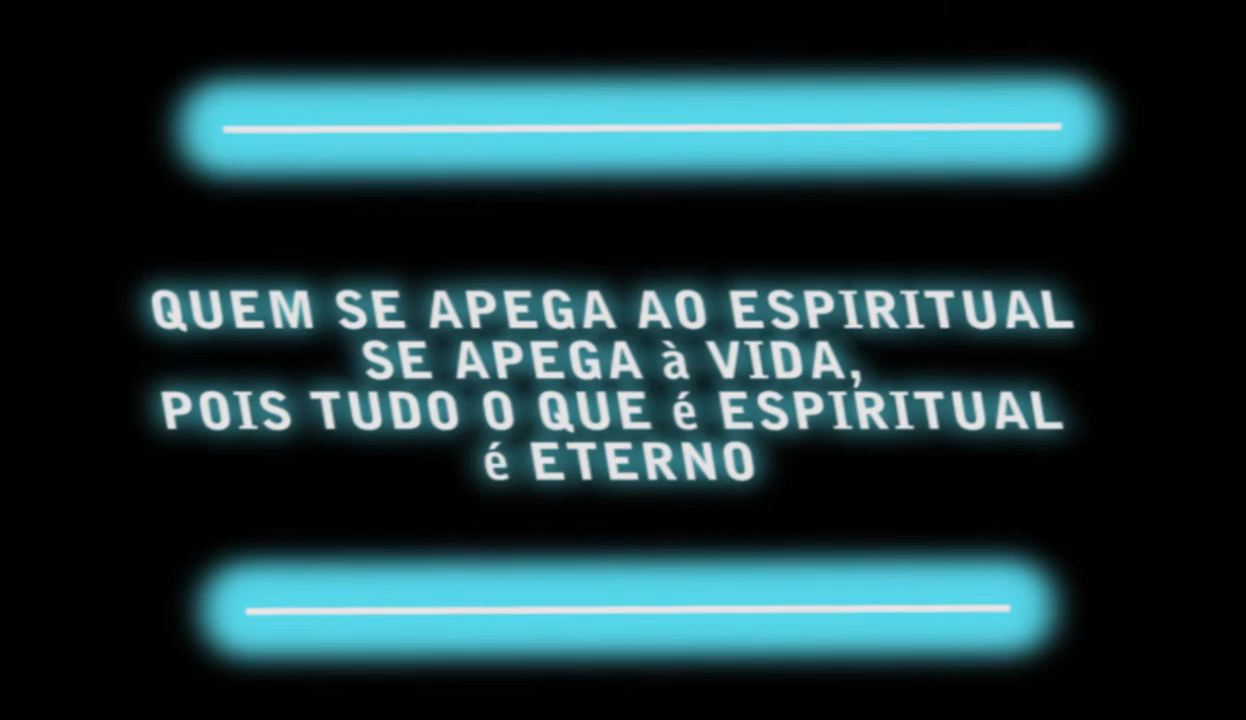 QUEM SE APEGA AO ESPIRITUAL
SE APEGA à VIDA,
POIS TUDO O QUE é ESPIRITUAL
é ETERNO